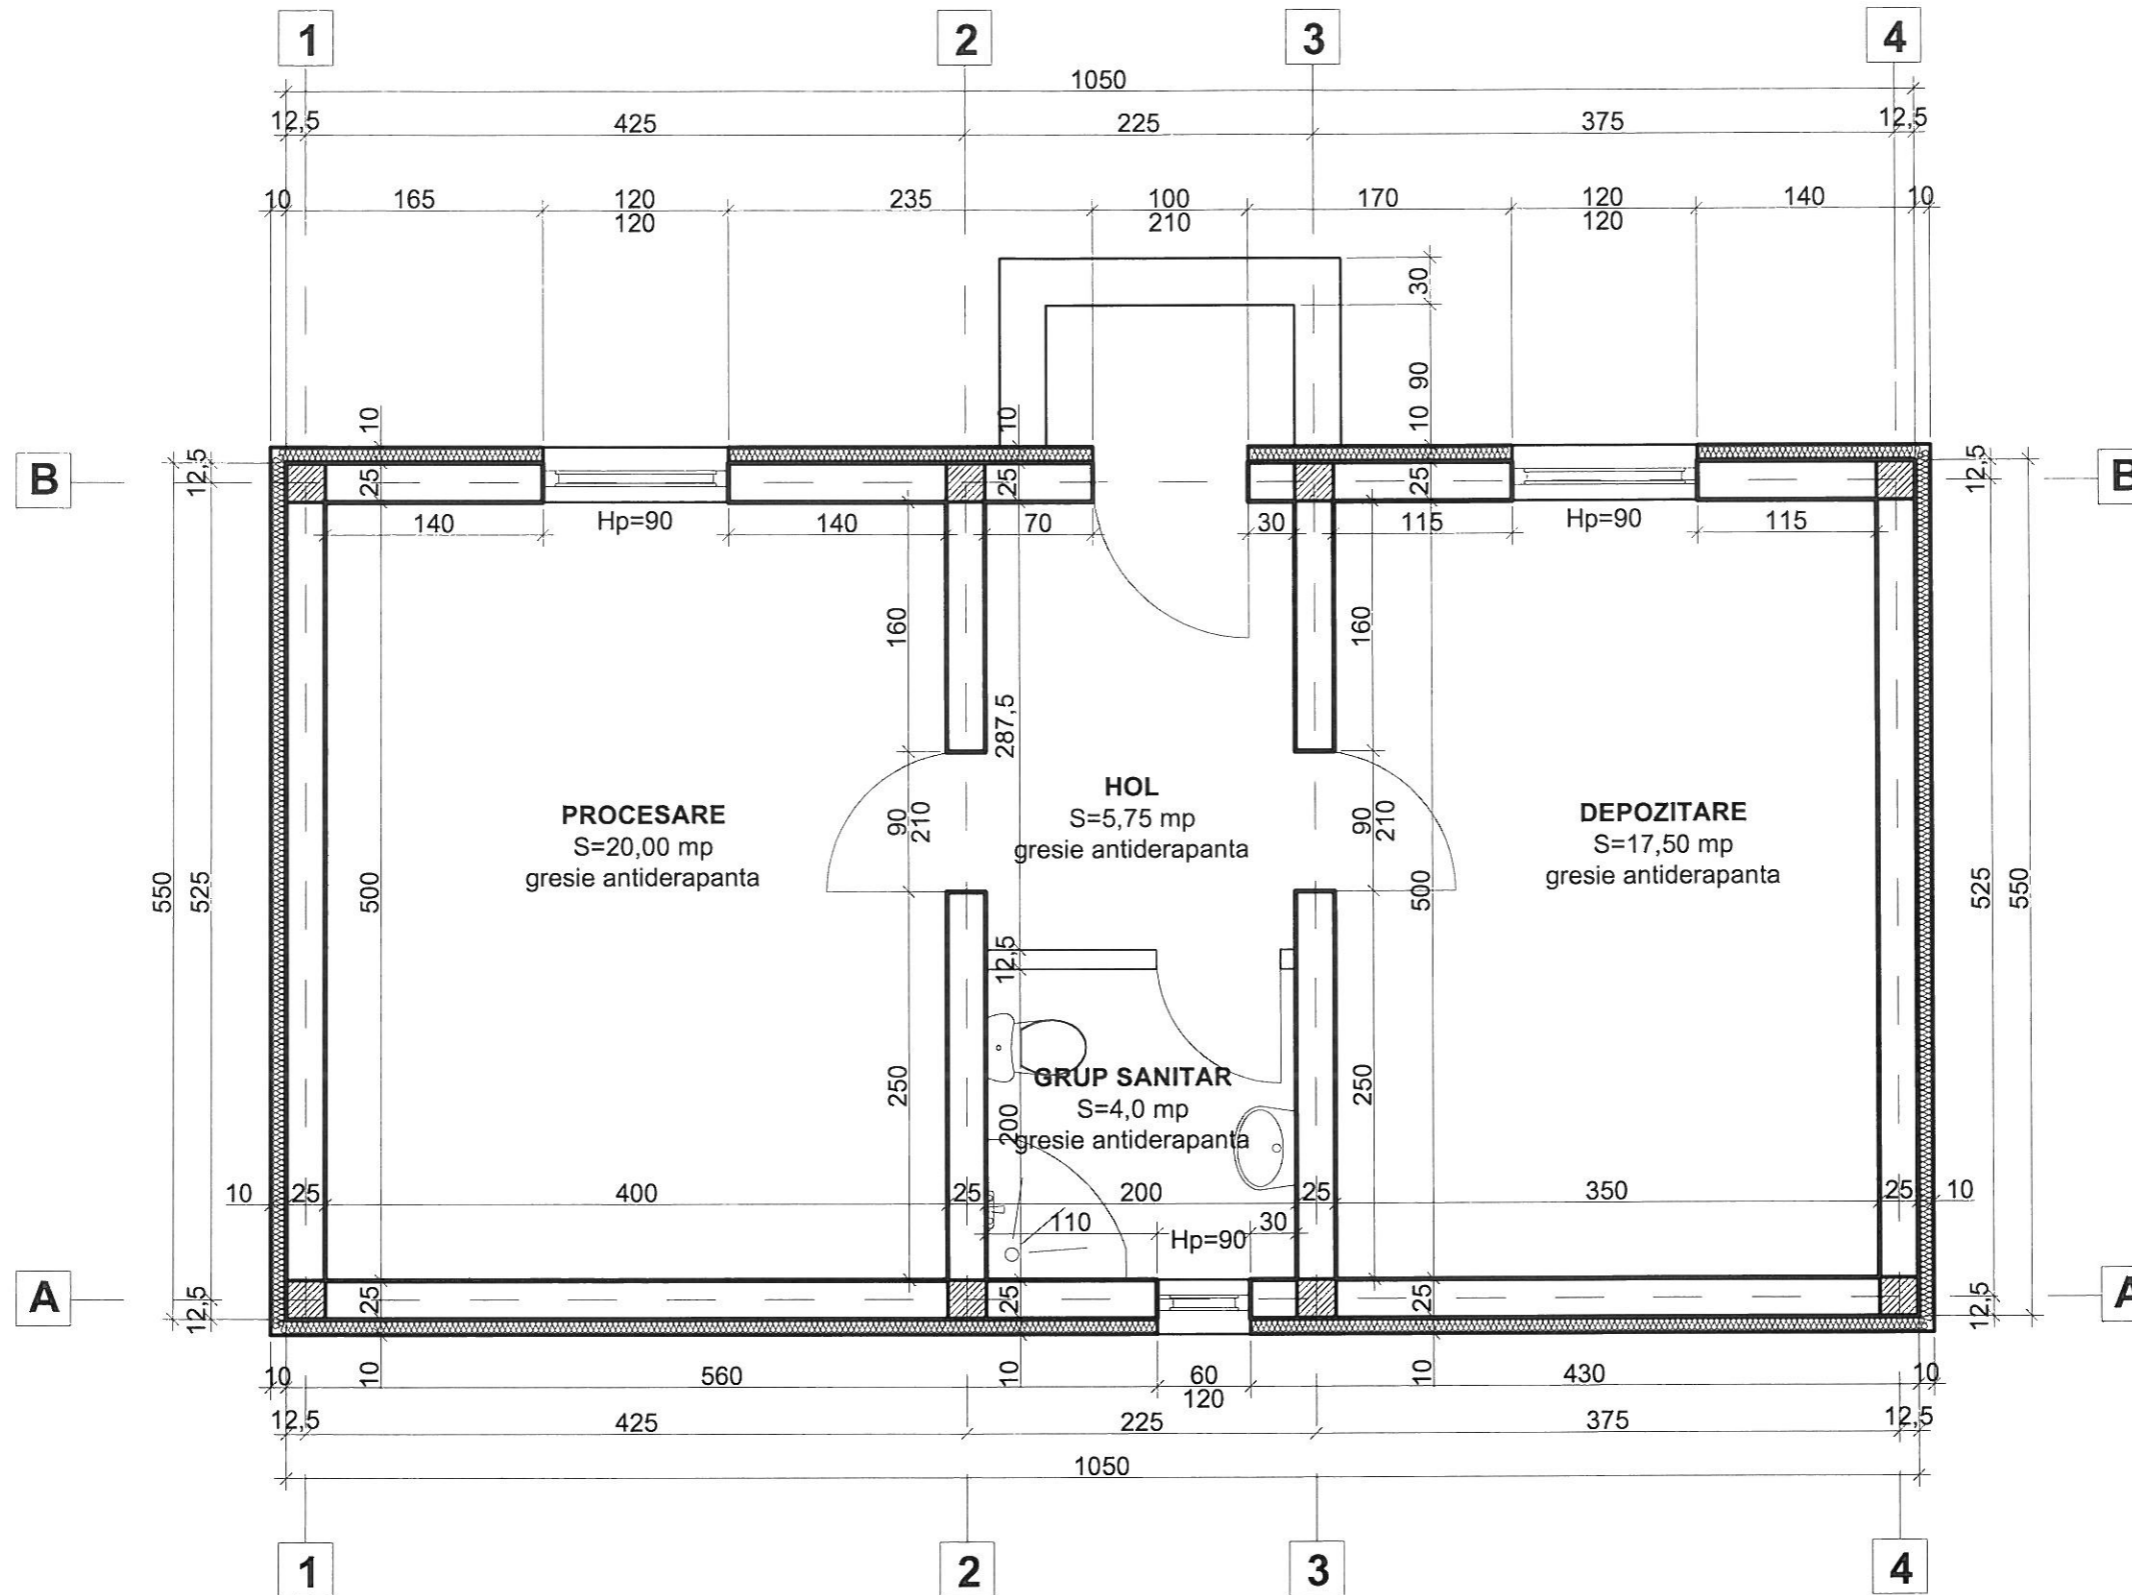 1 2 3 4
1050
12,5 425 225 375 12,5
10 165 120 235 100 170 120 140 10
120 210 120
30
90
10 10 10
B 12,5 25 25 25 12,5 B
140 Hp=90 140 70 30 115 Hp=90 115
160 160
287,5
PROCESARE
S=20,00 mp
gresie antiderapanta
HOL
S=5,75 mp
gresie antiderapanta
DEPOZITARE
S=17,50 mp
gresie antiderapanta
90 210 90 210
550 525 500 500 525 550
12,5
250 250
GRUP SANITAR
S=4,0 mp
gresie antiderapanta
200
10 25 400 25 200 25 350 25 10
110 Hp=90 30
A 12,5 25 25 25 12,5 A
10 10 560 10 60 10 430 10
120
12,5 425 225 375 12,5
1050
1 2 3 4